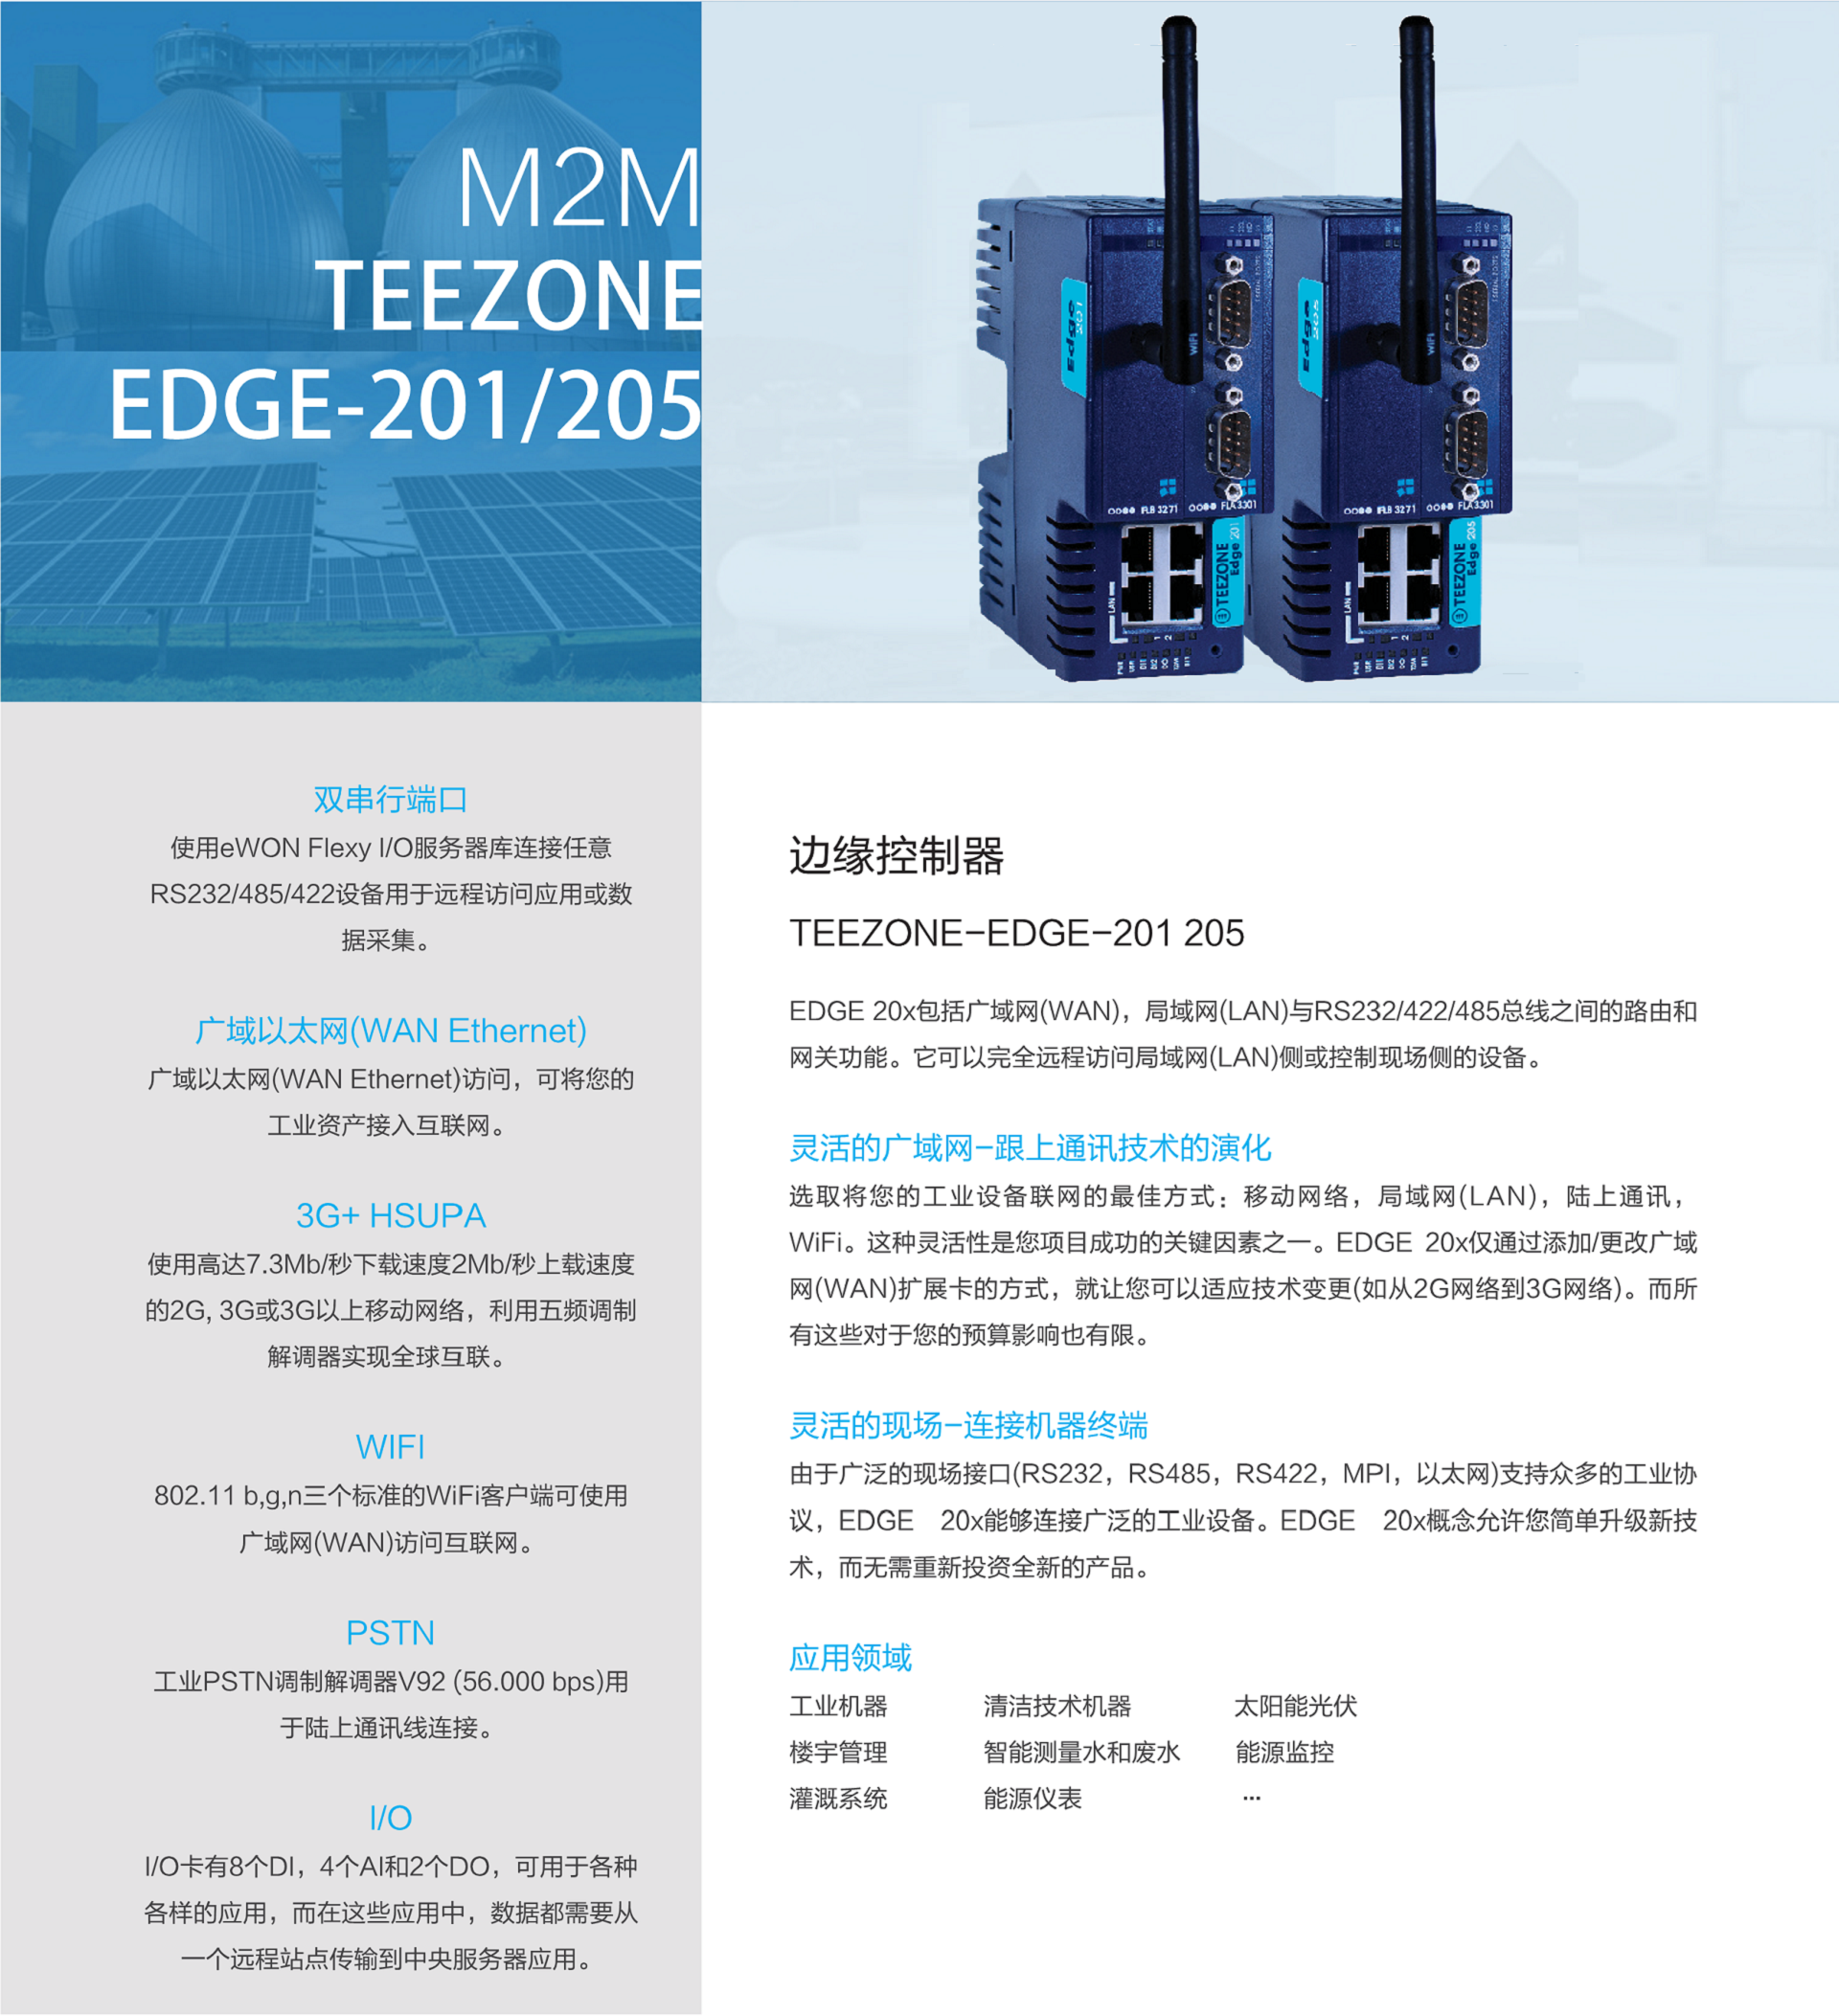 M2M
TEEZONE
EDGE-201/205
Edge
201
WiFi
FLB 3271
FLA 3301
TEEZONE
Edge 201
LAN
1 2
Edge
205
WiFi
FLB 3271
FLA 3301
TEEZONE
Edge 205
LAN
1 2
双串行端口
使用eWON Flexy I/O服务器库连接任意
RS232/485/422设备用于远程访问应用或数
据采集。
广域以太网(WAN Ethernet)
广域以太网(WAN Ethernet)访问，可将您的
工业资产接入互联网。
3G+ HSUPA
使用高达7.3Mb/秒下载速度2Mb/秒上载速度
的2G, 3G或3G以上移动网络，利用五频调制
解调器实现全球互联。
WIFI
802.11 b,g,n三个标准的WiFi客户端可使用
广域网(WAN)访问互联网。
PSTN
工业PSTN调制解调器V92 (56.000 bps)用
于陆上通讯线连接。
I/O
I/O卡有8个DI，4个AI和2个DO，可用于各种
各样的应用，而在这些应用中，数据都需要从
一个远程站点传输到中央服务器应用。
边缘控制器
TEEZONE-EDGE-201 205
EDGE 20x包括广域网(WAN)，局域网(LAN)与RS232/422/485总线之间的路由和
网关功能。它可以完全远程访问局域网(LAN)侧或控制现场侧的设备。
灵活的广域网-跟上通讯技术的演化
选取将您的工业设备联网的最佳方式：移动网络，局域网(LAN)，陆上通讯，
WiFi。这种灵活性是您项目成功的关键因素之一。EDGE 20x仅通过添加/更改广域
网(WAN)扩展卡的方式，就让您可以适应技术变更(如从2G网络到3G网络)。而所
有这些对于您的预算影响也有限。
灵活的现场-连接机器终端
由于广泛的现场接口(RS232，RS485，RS422，MPI，以太网)支持众多的工业协
议，EDGE 20x能够连接广泛的工业设备。EDGE 20x概念允许您简单升级新技
术，而无需重新投资全新的产品。
应用领域
工业机器 清洁技术机器 太阳能光伏
楼宇管理 智能测量水和废水 能源监控
灌溉系统 能源仪表 ...